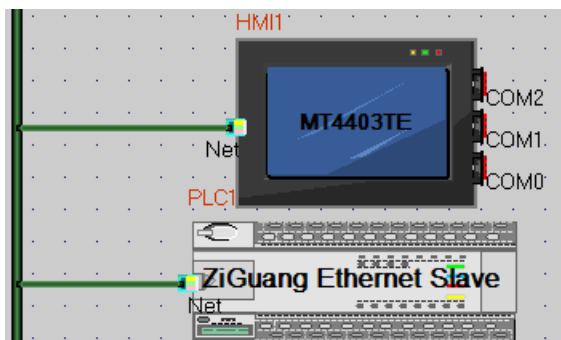 HMI1
MT4403TE
COM2
COM1
COM0
Net
PLC1
ZiGuang Ethernet Slave
Net